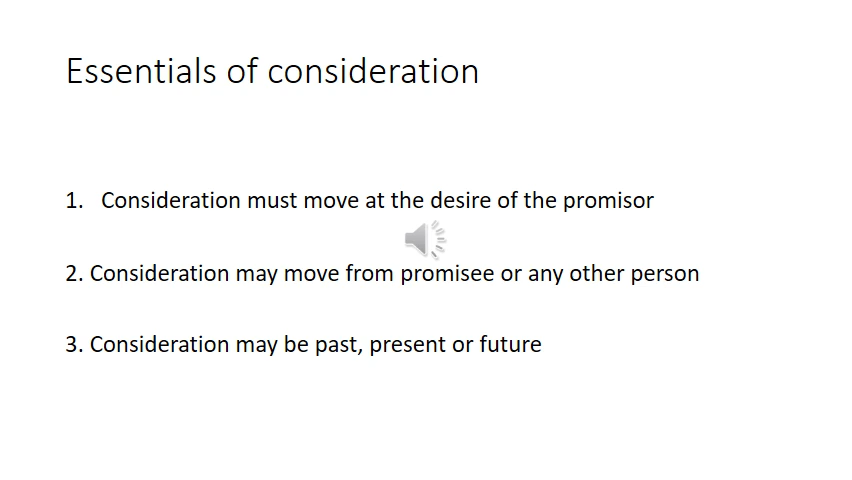 Essentials of consideration
1. Consideration must move at the desire of the promisor
2. Consideration may move from promisee or any other person
3. Consideration may be past, present or future